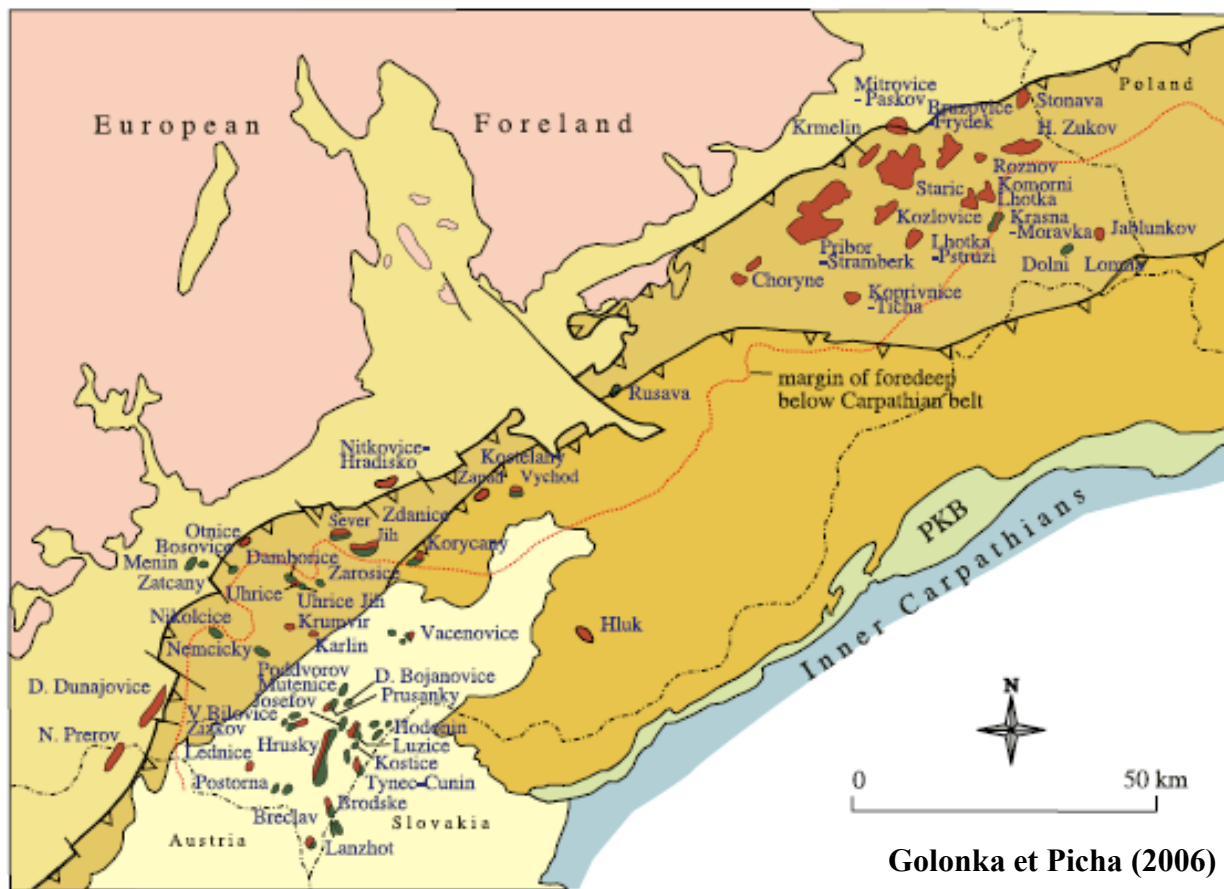 European
Foreland
Poland
Mitrovice
-Paskov
Bruzovice
-Frydek
Stonava
H. Zukov
Krmelin
Roznov
Staric
Komorni
Lhotka
Kozlovice
Krasna
-Moravka
Jablunkov
Pribor
-Stramberk
Lhotka
-Pstruzi
Dolni Lomna
Choryne
Koprivnice
-Ticha
Rusava
margin of foredeep
below Carpathian belt
Nitkovice-
Hradisko
Kostelany
Zapad
Vychod
Zdanice
Sever
Jih
Otnice
Bosovice
Korycany
Menin
Damborice
Zatcany
Zarosice
Uhrice
Uhrice Jih
PKB
Inner Carpathians
Nikolcice
Krumvir
Karlin
Vacenovice
Hluk
Nemcicky
Poddvorov
Mutenice
D. Bojanovice
Josefov
Prusanky
D. Dunajovice
V. Bilovice
Zizkov
Hodonin
N. Prerov
Lednice
Hrusky
Luzice
Kostice
Postorna
Tynec-Cunin
Brodske
Breclav
Slovakia
Austria
Lanzhot
N
0
50 km
Golonka et Picha (2006)